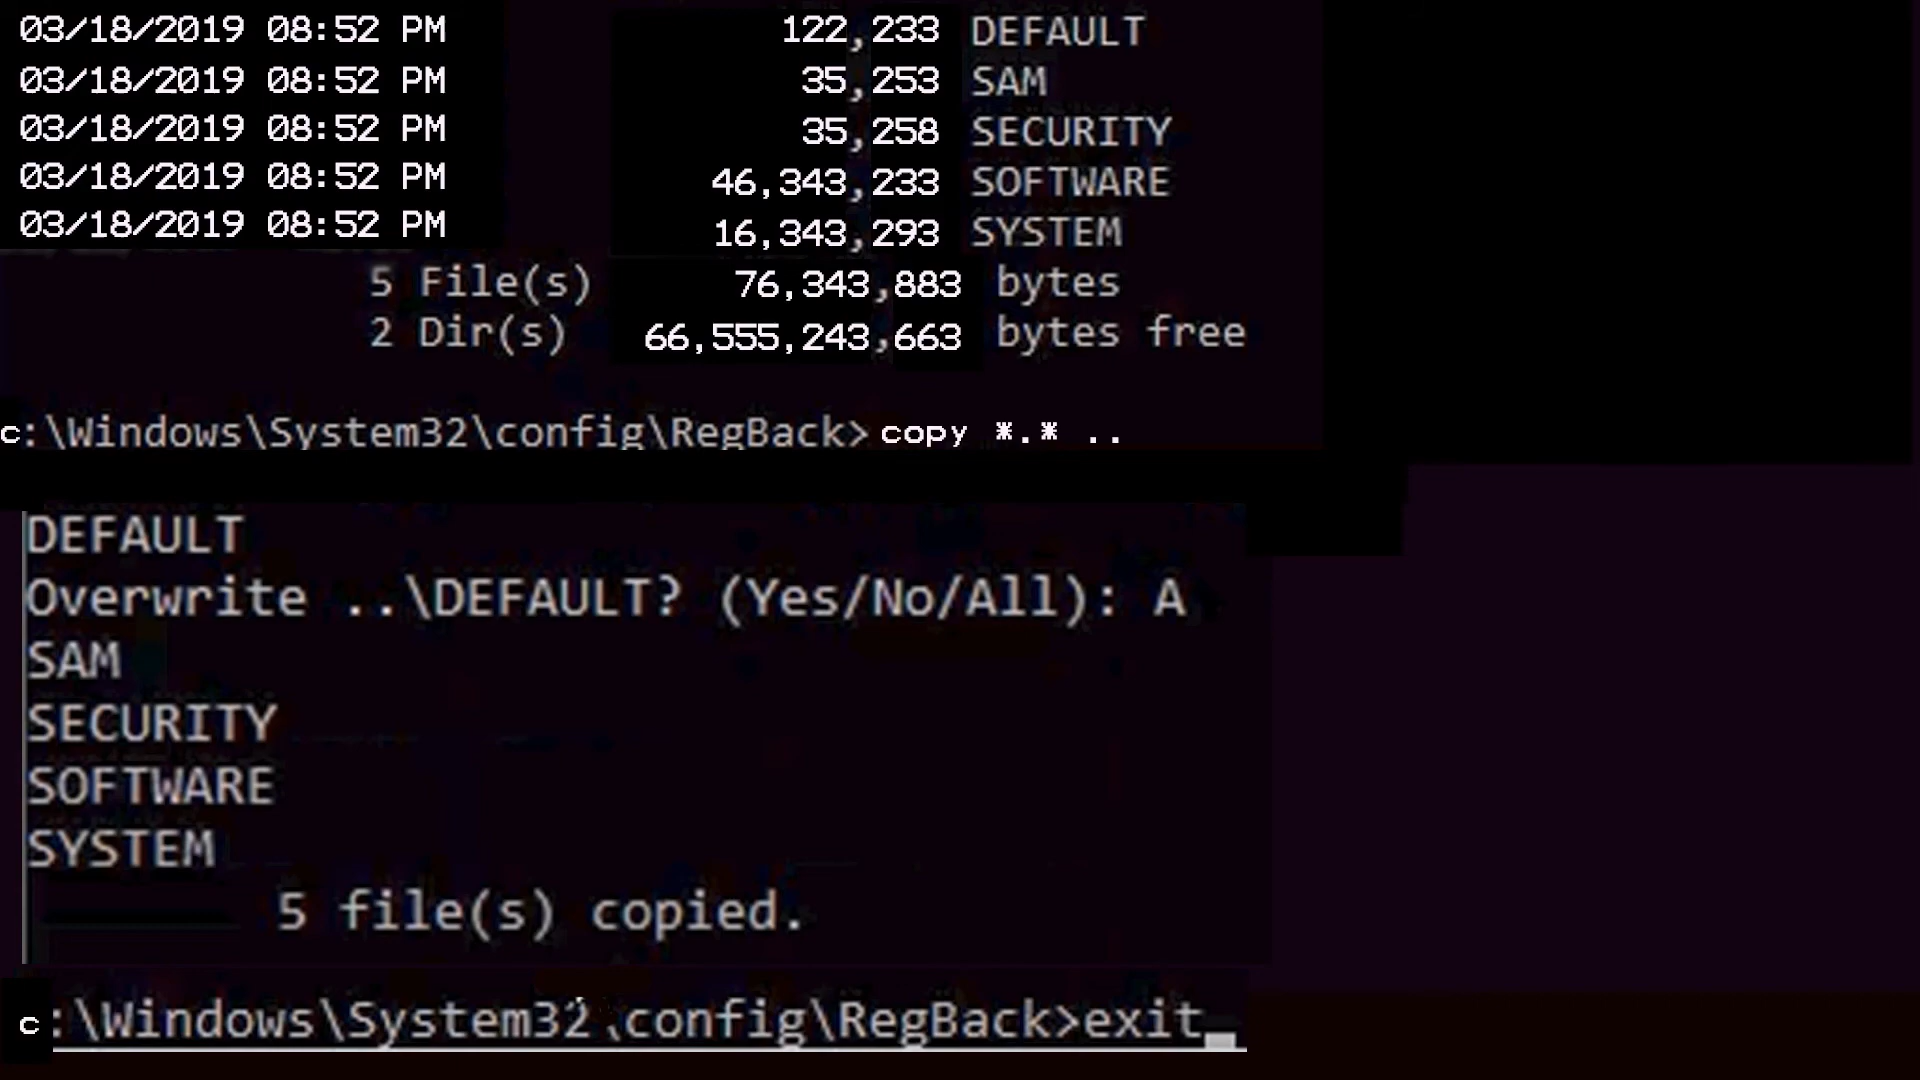 03/18/2019 08:52 PM 122,233 DEFAULT
03/18/2019 08:52 PM 35,253 SAM
03/18/2019 08:52 PM 35,258 SECURITY
03/18/2019 08:52 PM 46,343,233 SOFTWARE
03/18/2019 08:52 PM 16,343,293 SYSTEM
5 File(s) 76,343,883 bytes
2 Dir(s) 66,555,243,663 bytes free
c:\Windows\System32\config\RegBack> copy *.* ..
DEFAULT
Overwrite ..\DEFAULT? (Yes/No/All): A
SAM
SECURITY
SOFTWARE
SYSTEM
5 file(s) copied.
c:\Windows\System32\config\RegBack>exit_